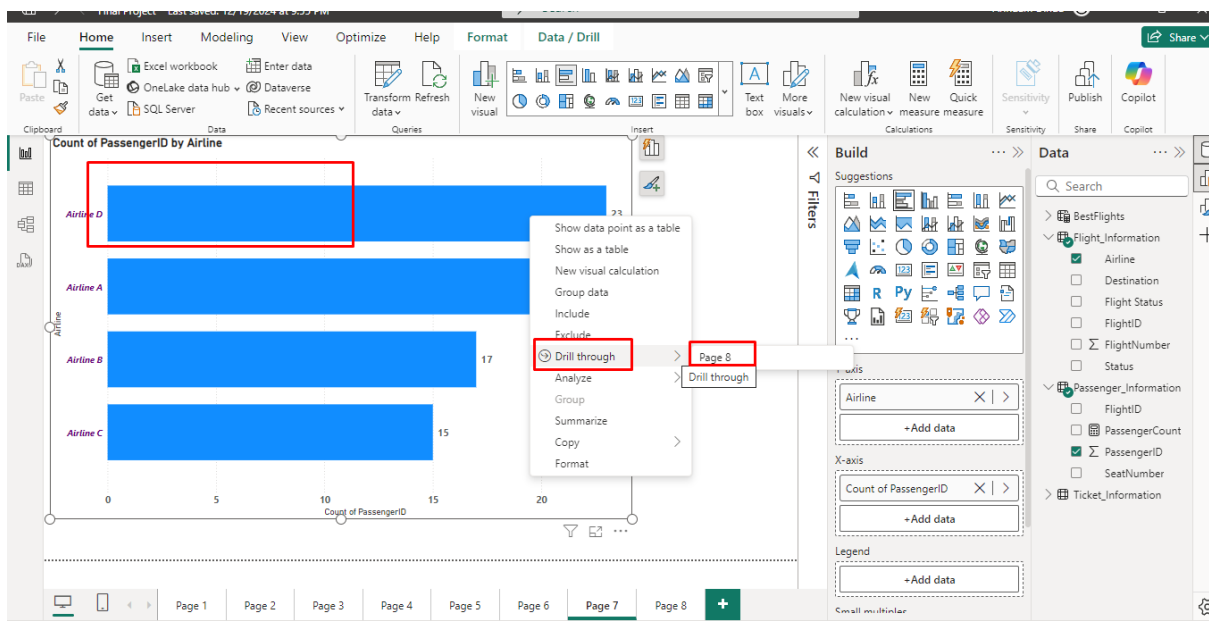 Final Project
Last saved: 12/19/2024 at 9:55 PM
File Home Insert Modeling View Optimize Help Format Data / Drill
Share
Paste
Get data
Excel workbook
OneLake data hub
SQL Server
Enter data
Dataverse
Recent sources
Transform data
Refresh
New visual
123
A
Text box
More visuals
fx
New visual calculation
New measure
Quick measure
Sensitivity
Publish
Copilot
Clipboard Data Queries Insert Calculations Sensitivity Share Copilot
Count of PassengerID by Airline
Airline D 23
Airline A
Airline B 17
Airline C 15
Airline
0 5 10 15 20
Count of PassengerID
Show data point as a table
Show as a table
New visual calculation
Group data
Include
Exclude
Drill through
Page 8
Drill through
Analyze
Group
Summarize
Copy
Format
Filters
Build
Suggestions
123
R Py
123
Y-axis
Airline
+Add data
X-axis
Count of PassengerID
+Add data
Legend
+Add data
Small multiples
Data
Search
BestFlights
Flight_Information
Airline
Destination
Flight Status
FlightID
∑ FlightNumber
Status
Passenger_Information
FlightID
PassengerCount
∑ PassengerID
SeatNumber
Ticket_Information
Page 1 Page 2 Page 3 Page 4 Page 5 Page 6 Page 7 Page 8 +